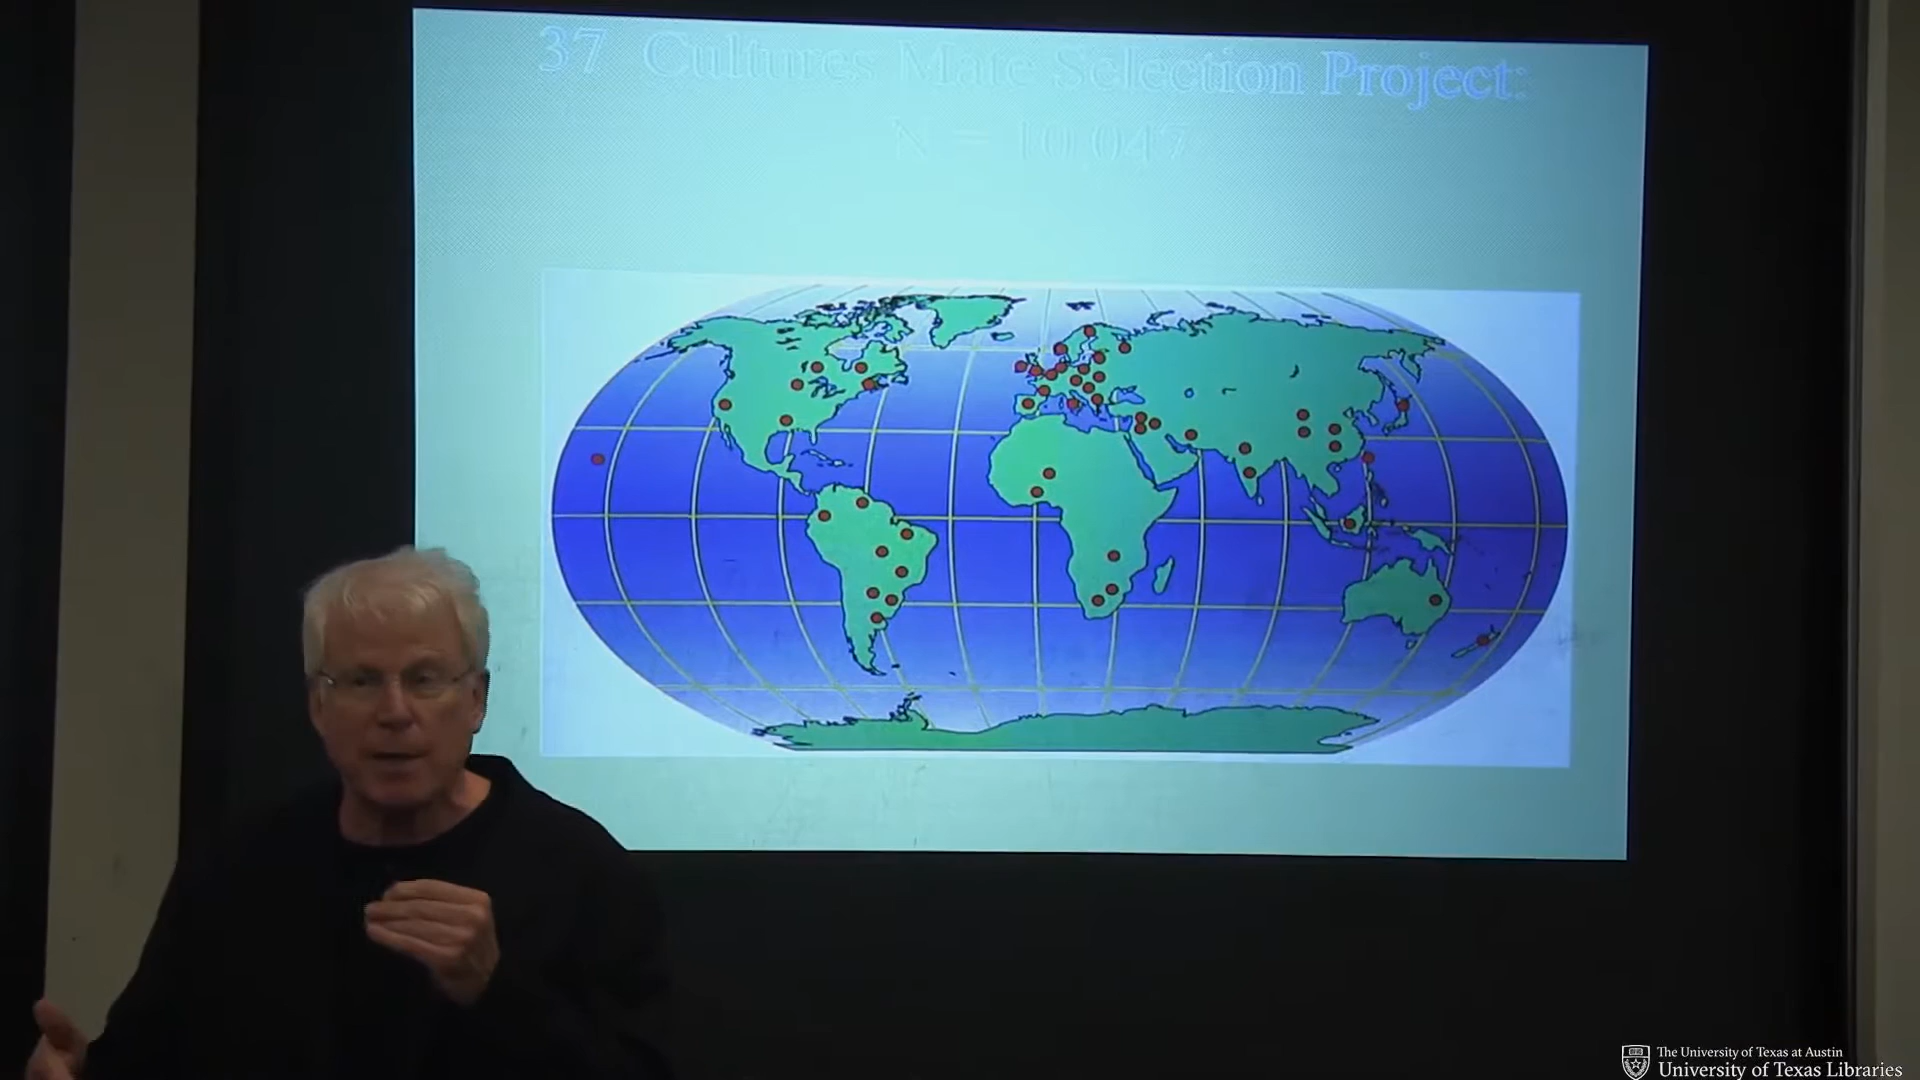 37 Cultures Mate Selection Project:
N = 10,047
The University of Texas at Austin
University of Texas Libraries